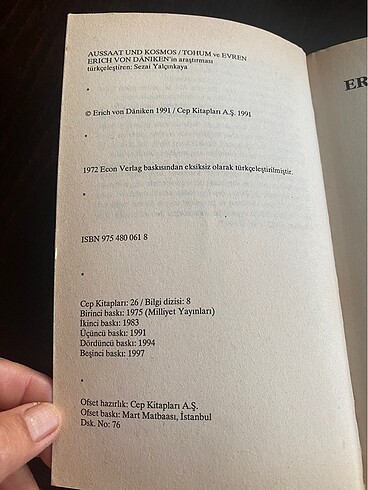 AUSSAAT UND KOSMOS / TOHUM ve EVREN
ERICH VON DÄNIKEN'in araştırması
türkçeleştiren: Sezai Yalçınkaya
© Erich von Däniken 1991 / Cep Kitapları A.Ş. 1991
1972 Econ Verlag baskısından eksiksiz olarak türkçeleştirilmiştir.
ISBN 975 480 061 8
Cep Kitapları: 26 / Bilgi dizisi: 8
Birinci baskı: 1975 (Milliyet Yayınları)
İkinci baskı: 1983
Üçüncü baskı: 1991
Dördüncü baskı: 1994
Beşinci baskı: 1997
Ofset hazırlık: Cep Kitapları A.Ş.
Ofset baskı: Mart Matbaası, İstanbul
Dsk. No: 76
ER